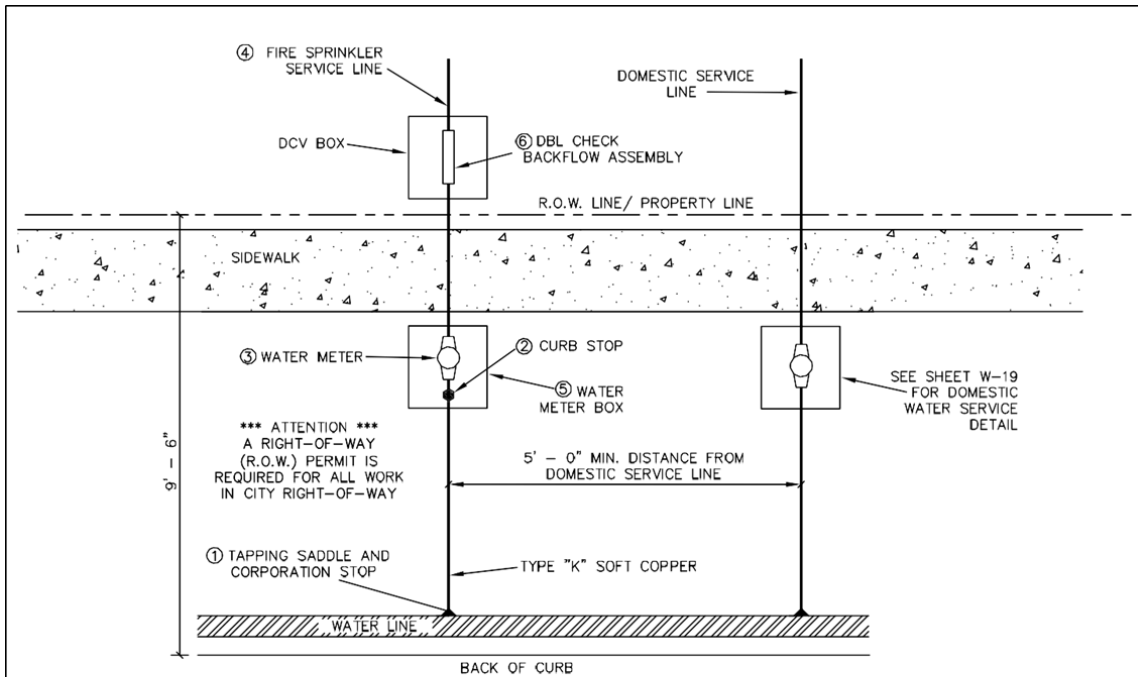 ④ FIRE SPRINKLER
SERVICE LINE
DOMESTIC SERVICE
LINE
DCV BOX
⑥ DBL CHECK
BACKFLOW ASSEMBLY
R.O.W. LINE/ PROPERTY LINE
SIDEWALK
③ WATER METER
② CURB STOP
⑤ WATER
METER BOX
SEE SHEET W-19
FOR DOMESTIC
WATER SERVICE
DETAIL
*** ATTENTION ***
A RIGHT-OF-WAY
(R.O.W.) PERMIT IS
REQUIRED FOR ALL WORK
IN CITY RIGHT-OF-WAY
9' - 6"
5' - 0" MIN. DISTANCE FROM
DOMESTIC SERVICE LINE
① TAPPING SADDLE AND
CORPORATION STOP
TYPE "K" SOFT COPPER
WATER LINE
BACK OF CURB